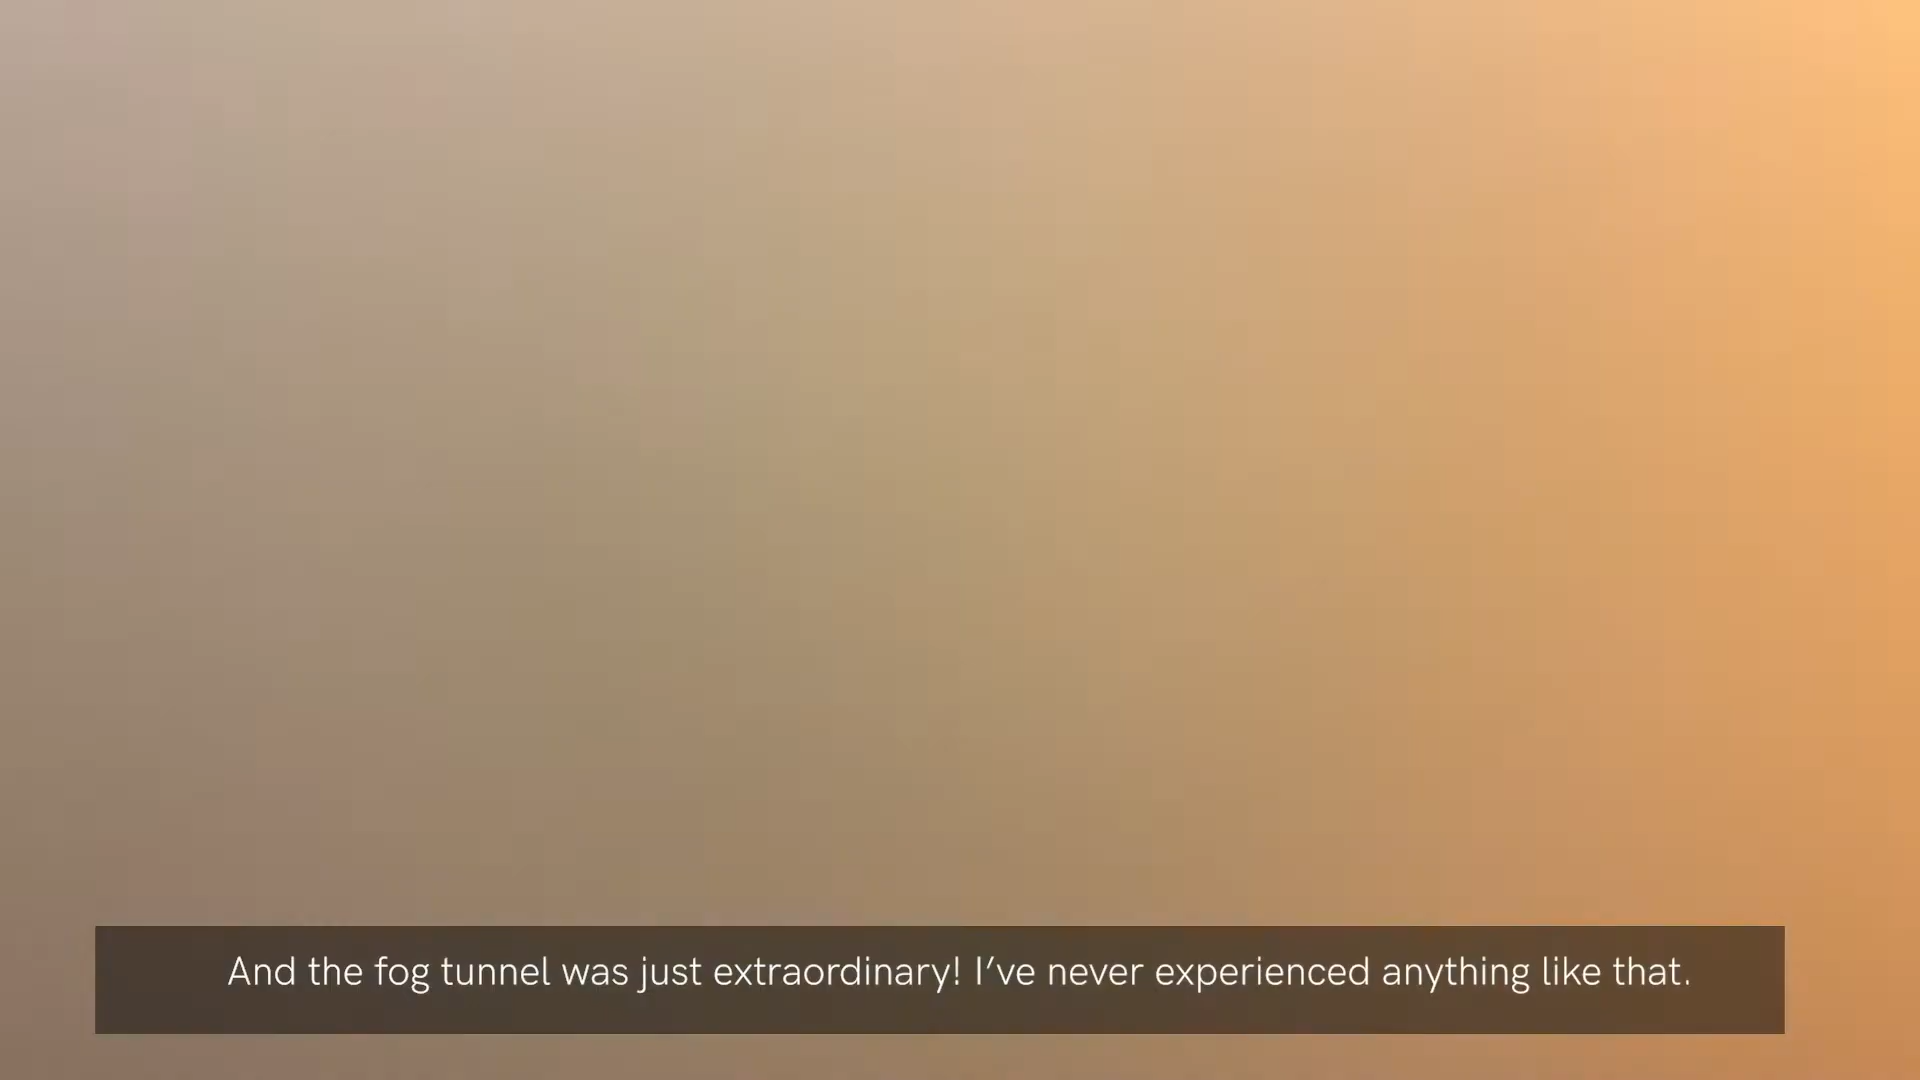 And the fog tunnel was just extraordinary! I’ve never experienced anything like that.